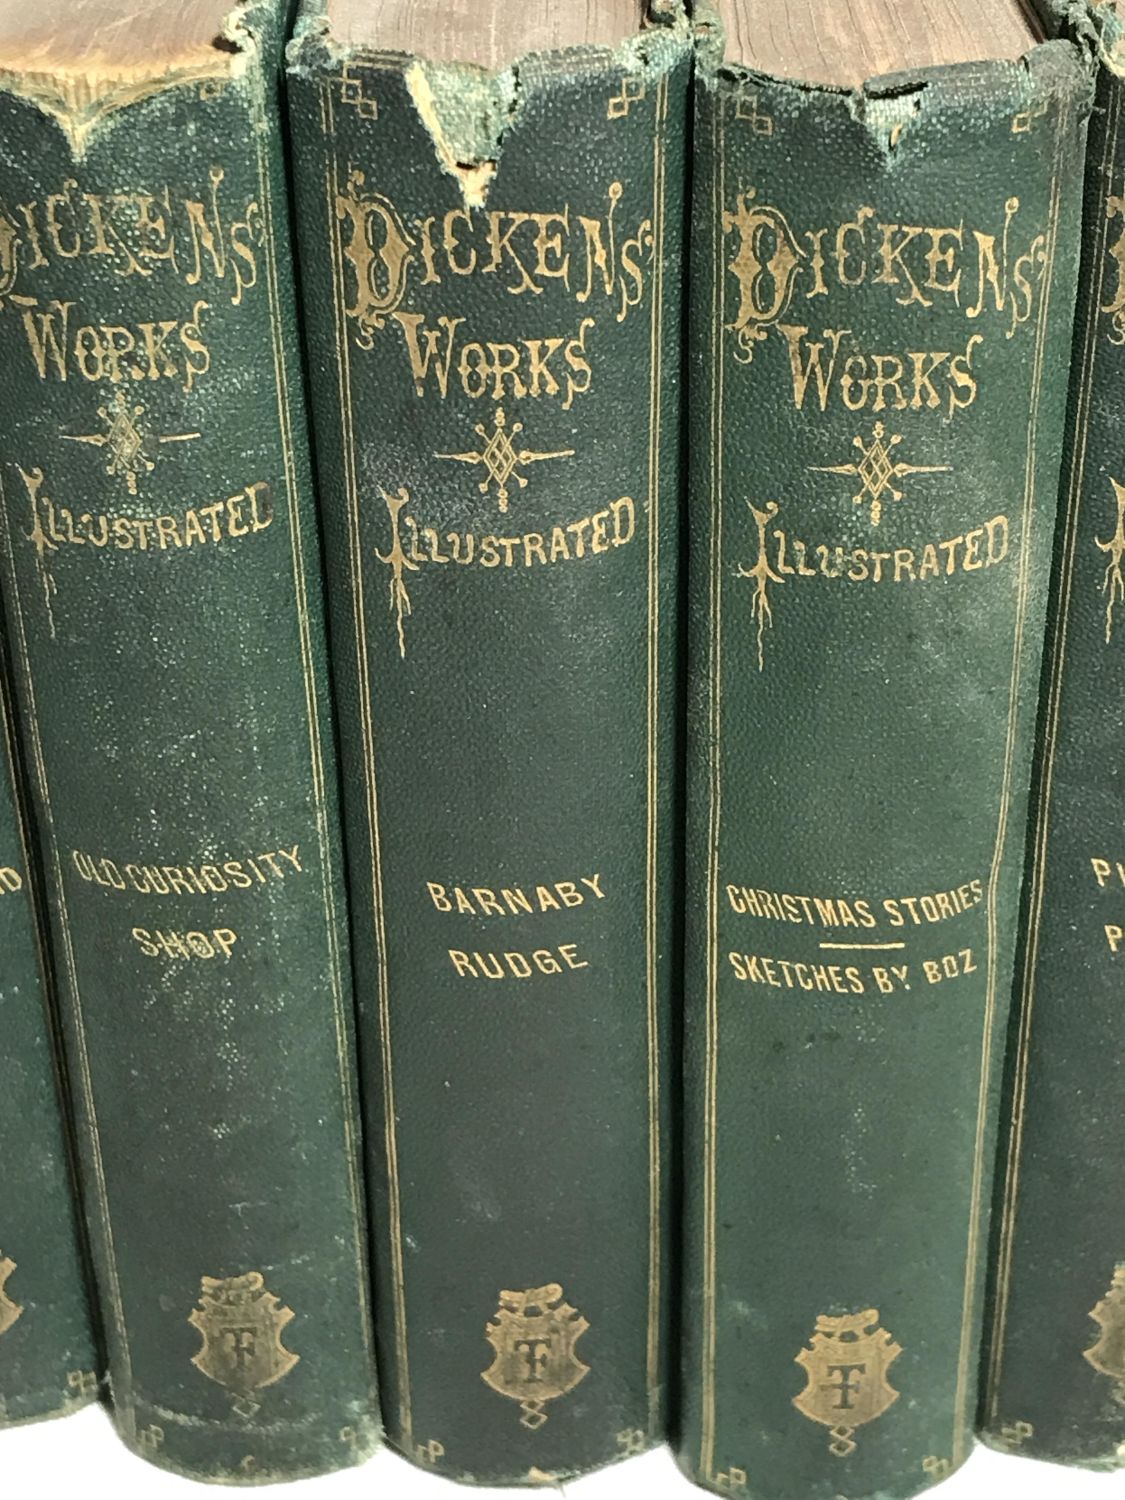 DICKENS'
WORKS
ILLUSTRATED
OLD CURIOSITY
SHOP
DICKENS'
WORKS
ILLUSTRATED
BARNABY
RUDGE
DICKENS'
WORKS
ILLUSTRATED
CHRISTMAS STORIES
SKETCHES BY BOZ